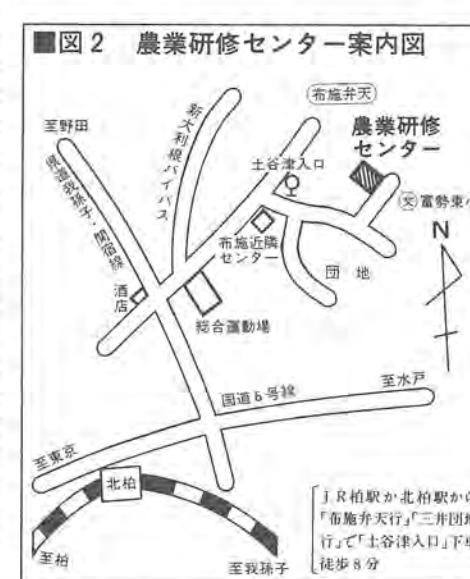 ■図2 農業研修センター案内図
布施弁天
新大利根バイパス
至野田
農業研修
センター
土谷津入口
県道我孫子・関宿線
文 富勢東小
布施近隣
センター
N
団地
酒店
総合運動場
至水戸
国道6号線
至東京
北柏
JR柏駅か北柏駅から
「布施弁天行」「三井団地
行」で「土谷津入口」下車
徒歩8分
至柏
至我孫子